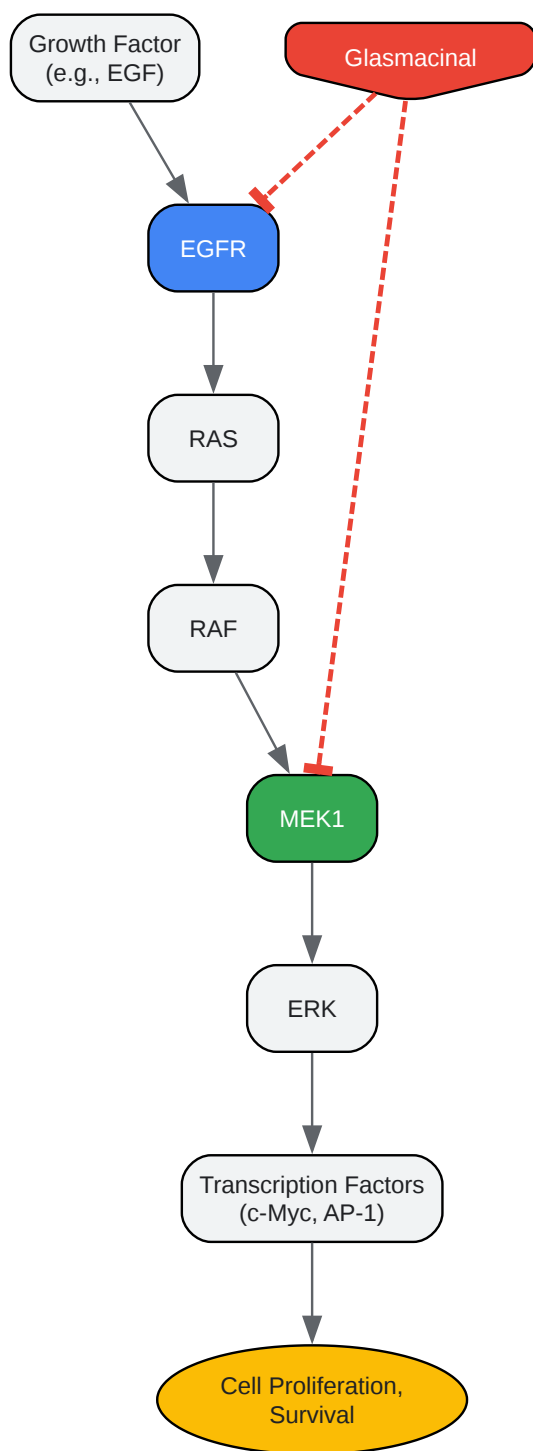 Growth Factor
(e.g., EGF)
Glasmacinal
EGFR
RAS
RAF
MEK1
ERK
Transcription Factors
(c-Myc, AP-1)
Cell Proliferation,
Survival